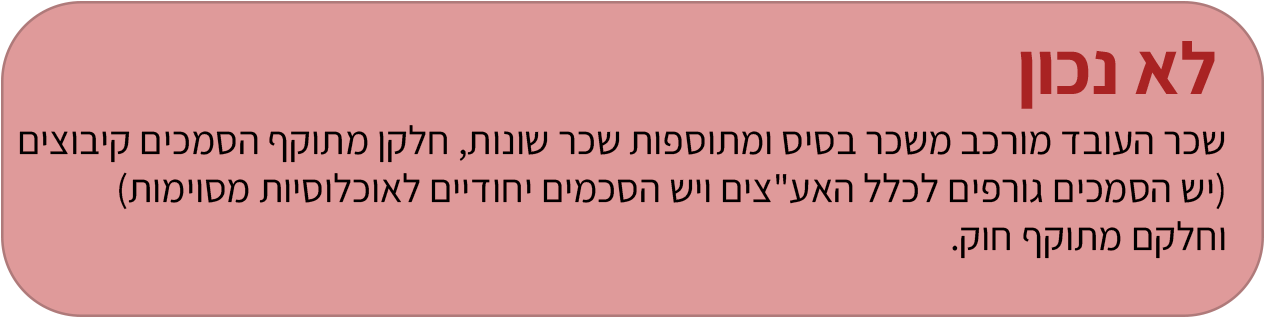 לא נכון
שכר העובד מורכב משכר בסיס ומתוספות שכר שונות, חלקן מתוקף הסמכים קיבוצים
(יש הסמכים גורפים לכלל האע"צים ויש הסכמים יחודיים לאוכלוסיות מסוימות)
וחלקם מתוקף חוק.